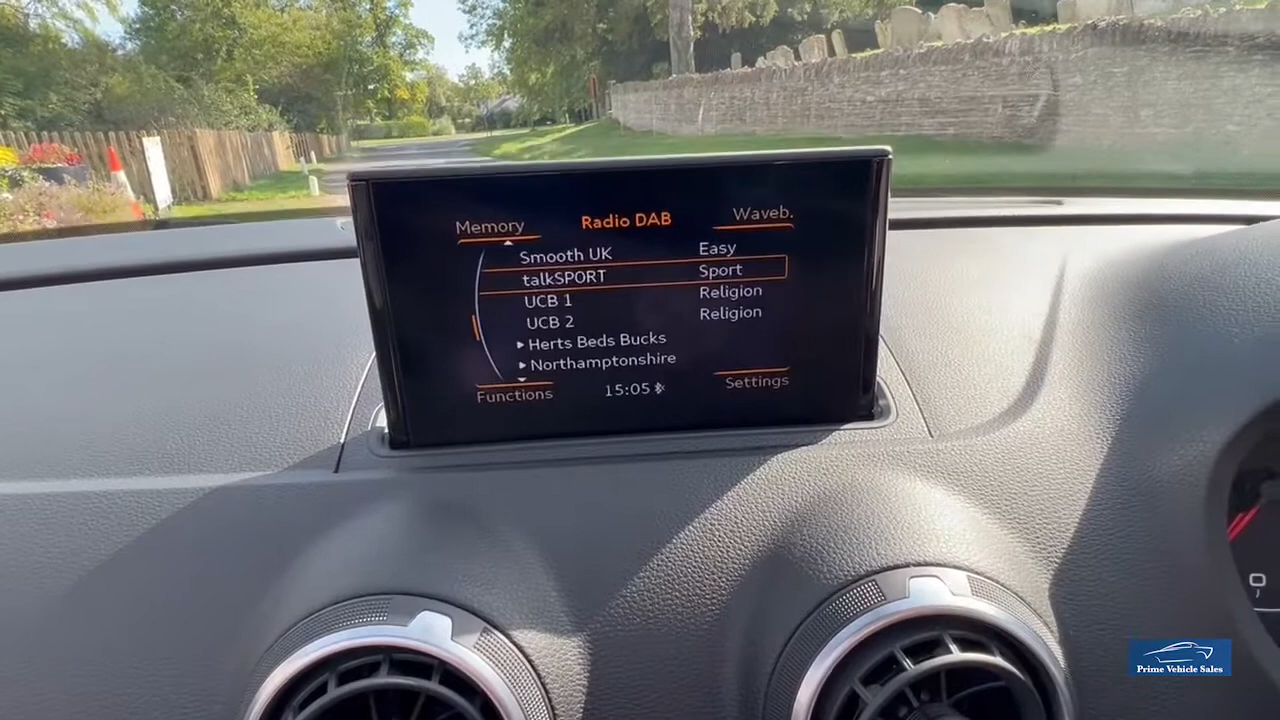 Memory Radio DAB Waveb.
Smooth UK Easy
talkSPORT Sport
UCB 1 Religion
UCB 2 Religion
Herts Beds Bucks
Northamptonshire
Functions 15:05 Settings
0
Prime Vehicle Sales